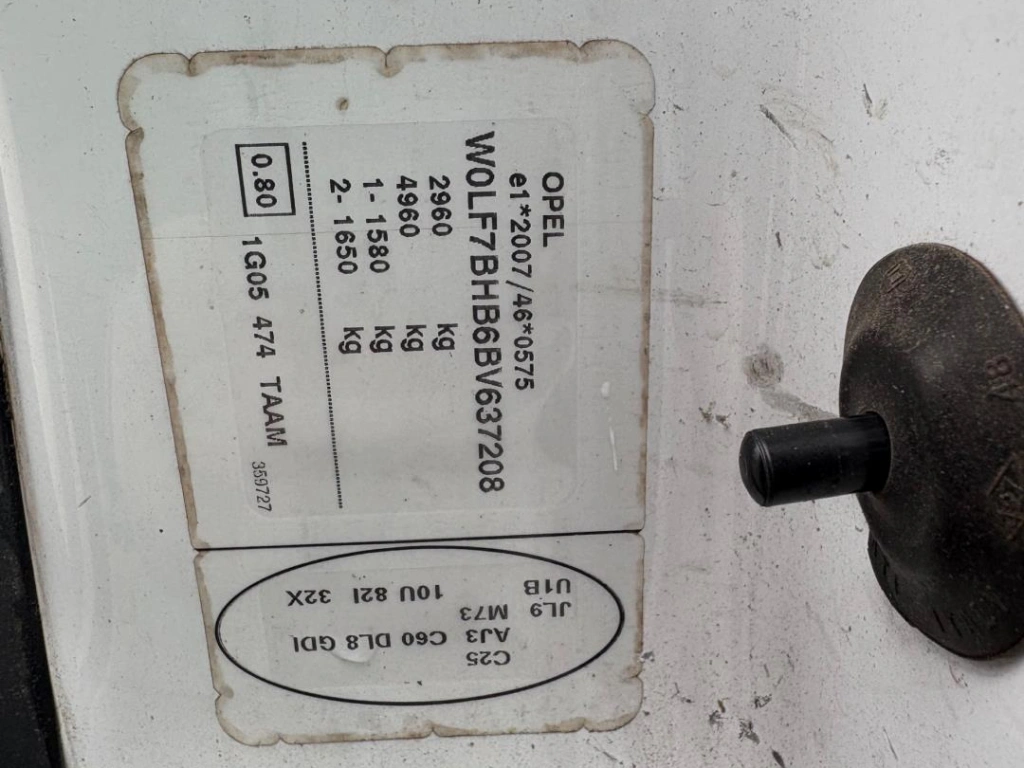 OPEL
e1*2007/46*0575
W0LF7BHB6BV637208
2960 kg
4960 kg
1- 1580 kg
2- 1650 kg
0.80 1G05 474 TAAM 359727
C25
AJ3 C60 DL8 GDI
JL9 M73
U1B 10U 82I 32X